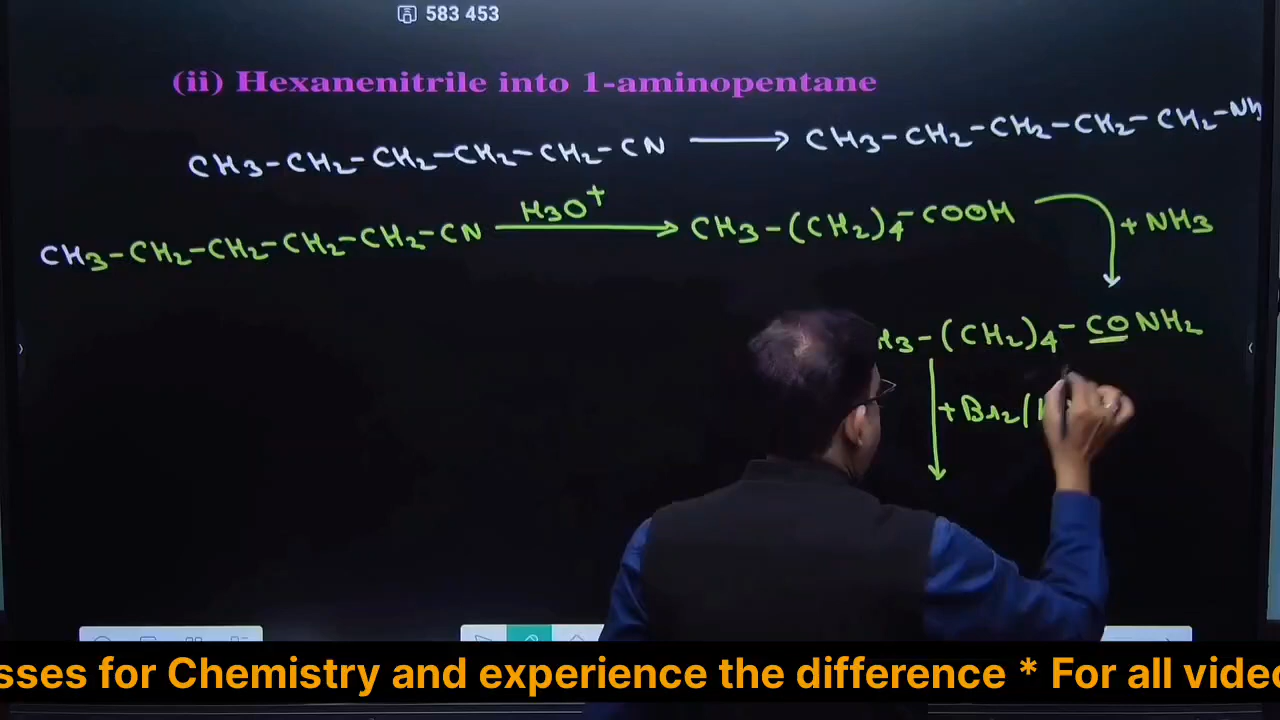 583 453
(ii) Hexanenitrile into 1-aminopentane
CH3-CH2-CH2-CH2-CH2-CN → CH3-CH2-CH2-CH2-CH2-NH
CH3-CH2-CH2-CH2-CH2-CN H3O+ → CH3-(CH2)4-COOH + NH3
H3-(CH2)4-CONH2
+Br2/
sses for Chemistry and experience the difference * For all vide